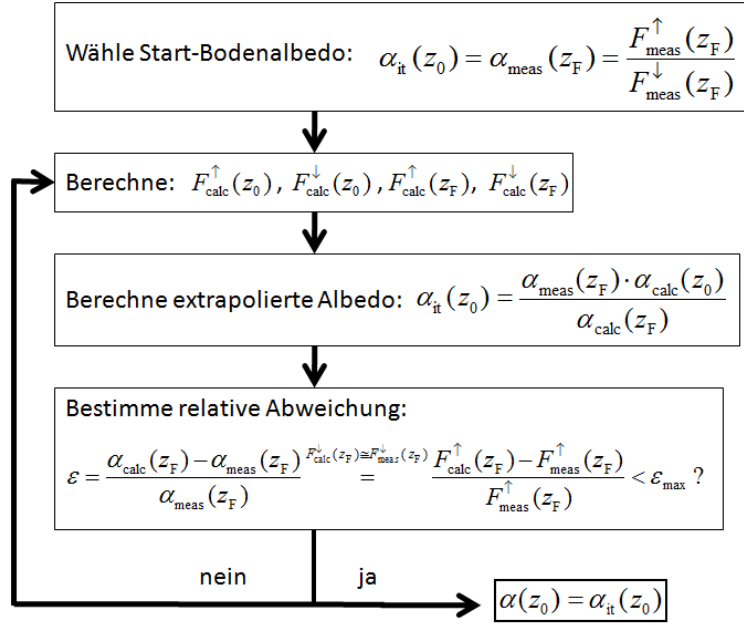 Wähle Start-Bodenalbedo: α_it(z_0) = α_meas(z_F) = F^↑_meas(z_F) / F^↓_meas(z_F)
Berechne: F^↑_calc(z_0), F^↓_calc(z_0), F^↑_calc(z_F), F^↓_calc(z_F)
Berechne extrapolierte Albedo: α_it(z_0) = α_meas(z_F) · α_calc(z_0) / α_calc(z_F)
Bestimme relative Abweichung:
ε = (α_calc(z_F) − α_meas(z_F)) / α_meas(z_F) =^{F^↓_calc(z_F) ≅ F^↓_meas(z_F)} (F^↑_calc(z_F) − F^↑_meas(z_F)) / F^↑_meas(z_F) < ε_max ?
nein ja
α(z_0) = α_it(z_0)